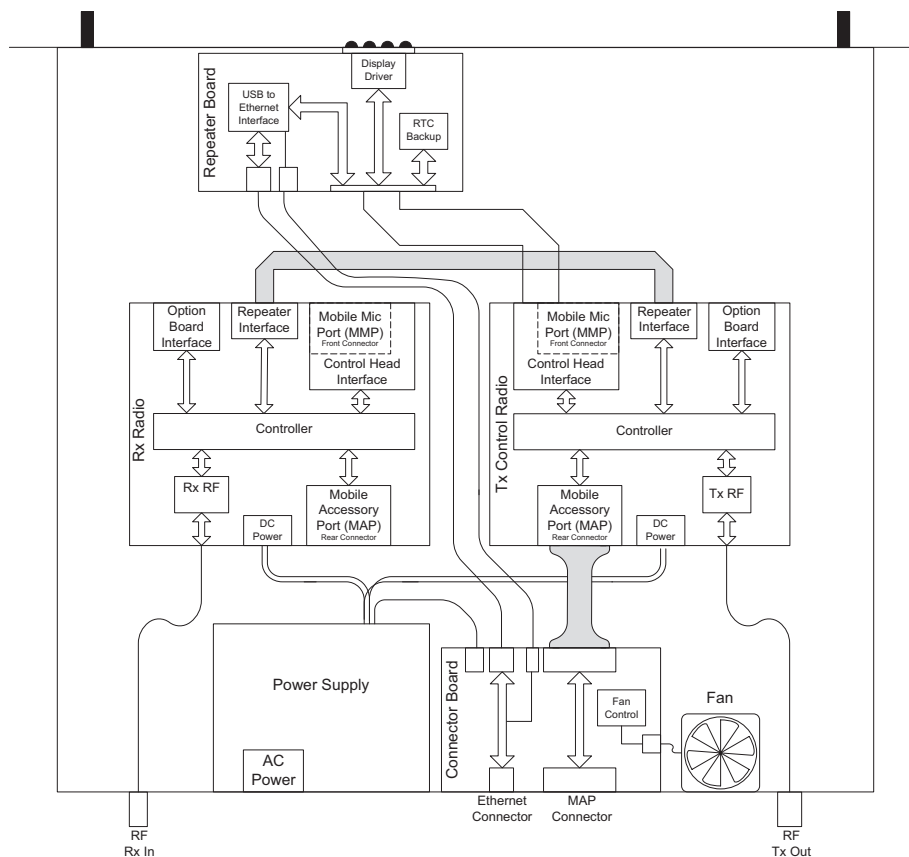 Repeater Board
USB to
Ethernet
Interface
Display
Driver
RTC
Backup
Rx Radio
Option
Board
Interface
Repeater
Interface
Mobile Mic
Port (MMP)
Front Connector
Control Head
Interface
Controller
Rx RF
Mobile
Accessory
Port (MAP)
Rear Connector
DC
Power
Tx Control Radio
Mobile Mic
Port (MMP)
Front Connector
Control Head
Interface
Repeater
Interface
Option
Board
Interface
Controller
Mobile
Accessory
Port (MAP)
Rear Connector
DC
Power
Tx RF
Power Supply
AC
Power
Connector Board
Fan
Control
Fan
Ethernet
Connector
MAP
Connector
RF
Rx In
RF
Tx Out